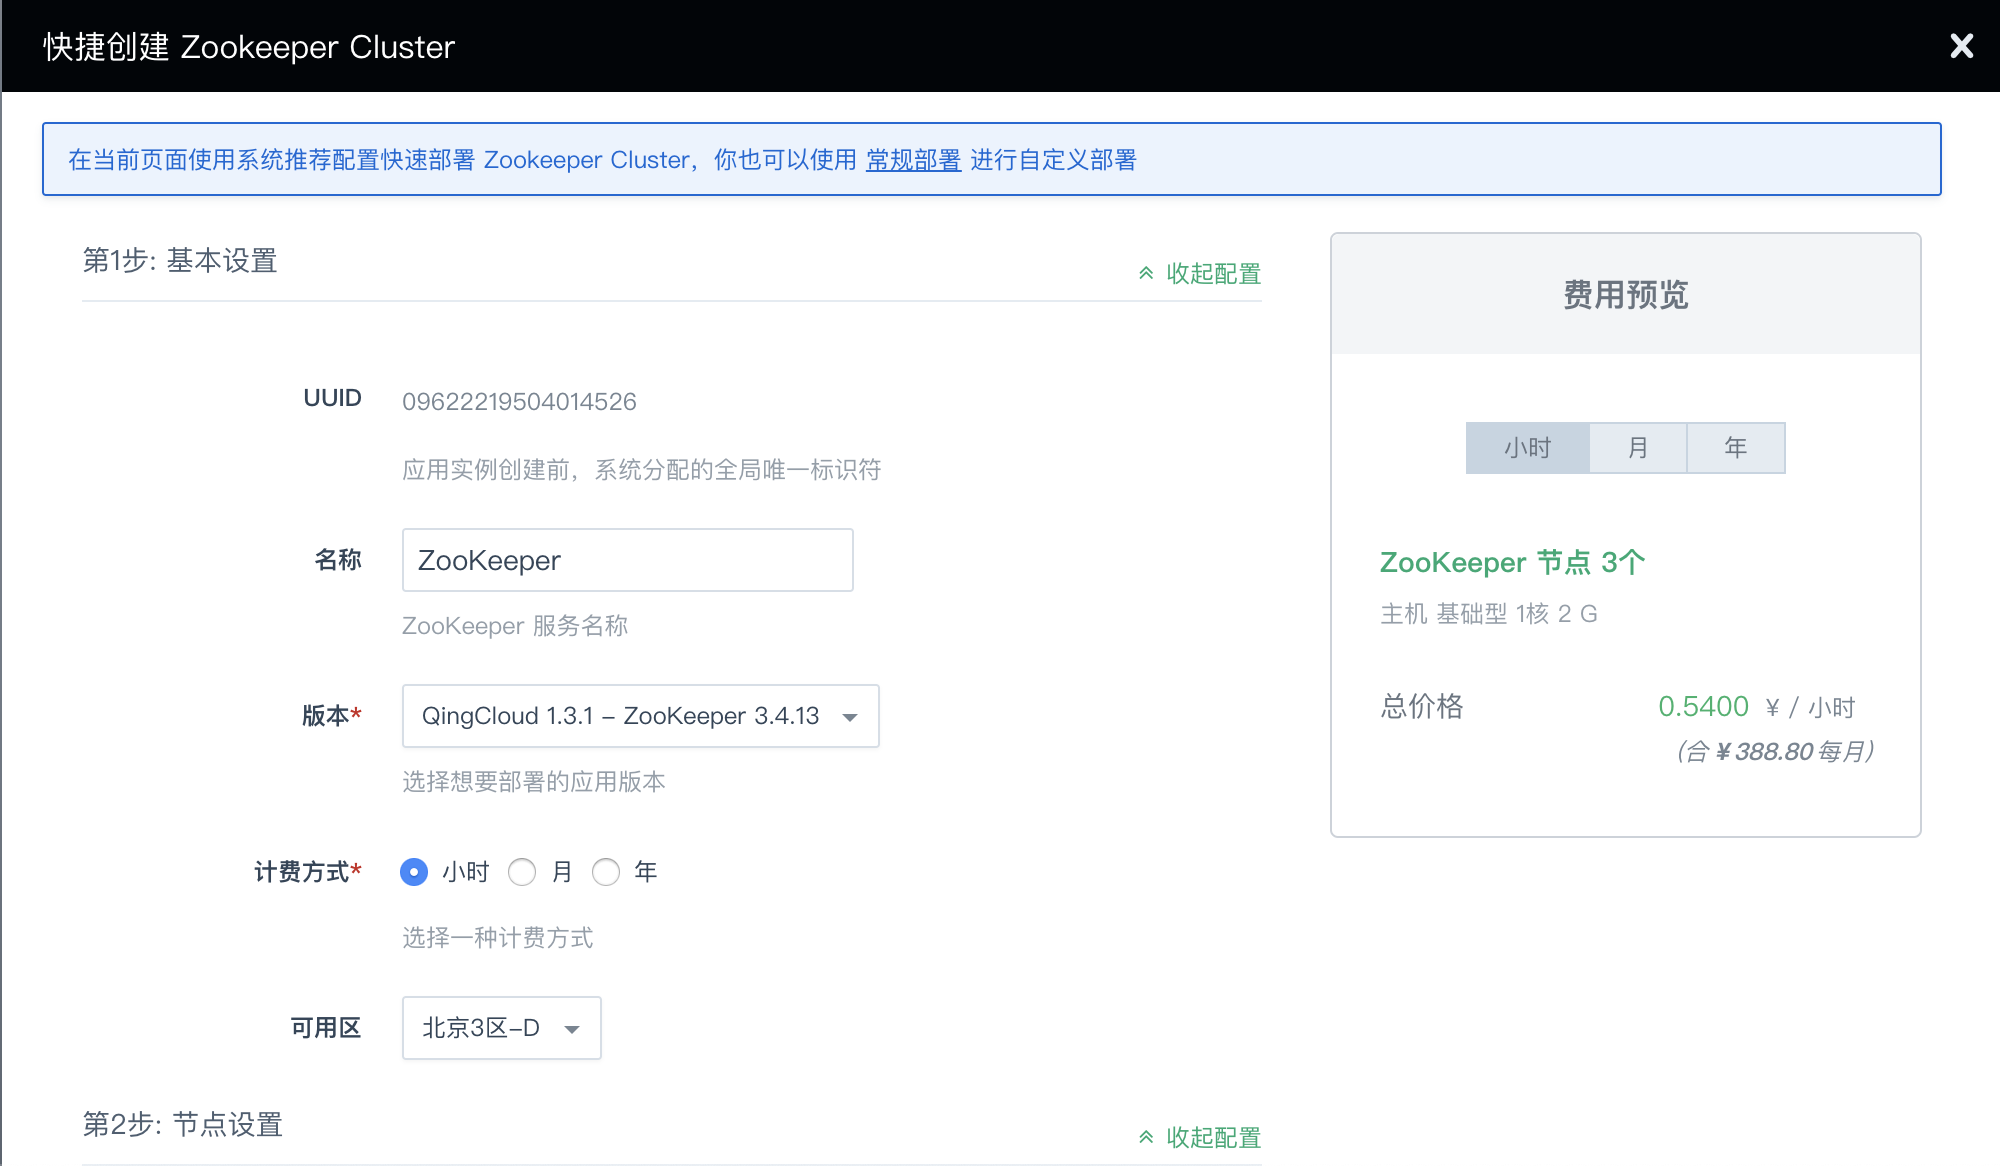 快捷创建 Zookeeper Cluster
在当前页面使用系统推荐配置快速部署 Zookeeper Cluster，你也可以使用 常规部署 进行自定义部署
第1步: 基本设置
收起配置
UUID
09622219504014526
应用实例创建前，系统分配的全局唯一标识符
名称
ZooKeeper
ZooKeeper 服务名称
版本*
QingCloud 1.3.1 – ZooKeeper 3.4.13
选择想要部署的应用版本
计费方式*
小时 月 年
选择一种计费方式
可用区
北京3区-D
第2步: 节点设置
收起配置
费用预览
小时 月 年
ZooKeeper 节点 3个
主机 基础型 1核 2 G
总价格
0.5400 ¥ / 小时
(合 ¥388.80每月)